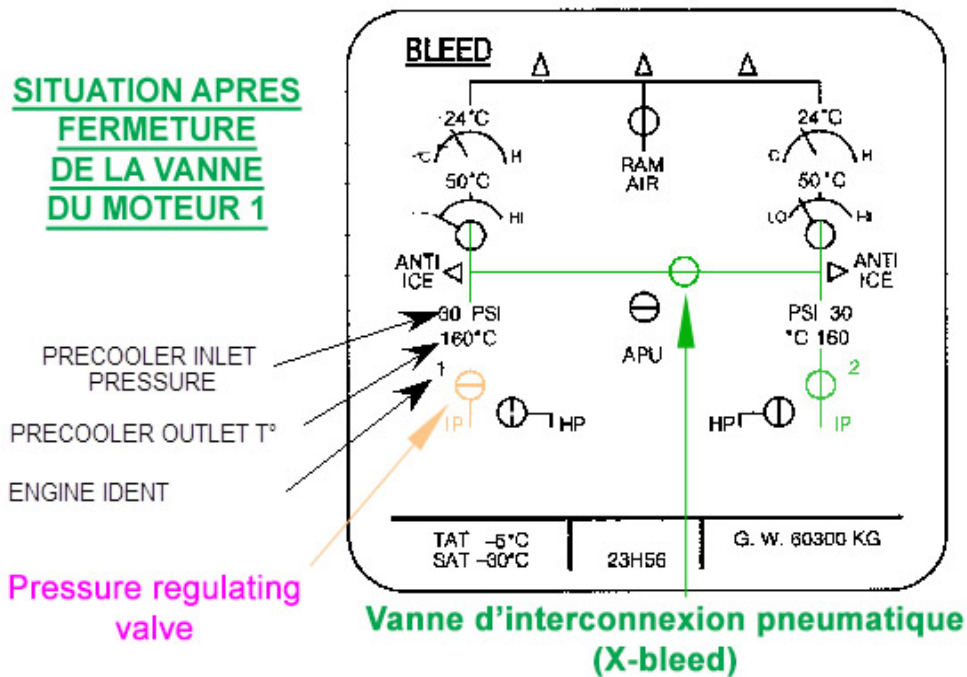 BLEED
SITUATION APRES
FERMETURE
DE LA VANNE
DU MOTEUR 1
24°C
24°C
°C H
C H
RAM
AIR
50°C
50°C
HI
LO HI
ANTI
ICE
ANTI
ICE
30 PSI
PSI 30
160°C
°C 160
APU
PRECOOLER INLET
PRESSURE
1
2
IP
HP
HP
IP
PRECOOLER OUTLET T°
ENGINE IDENT
TAT -5°C
SAT -30°C
23H56
G. W. 60300 KG
Pressure regulating
valve
Vanne d'interconnexion pneumatique
(X-bleed)